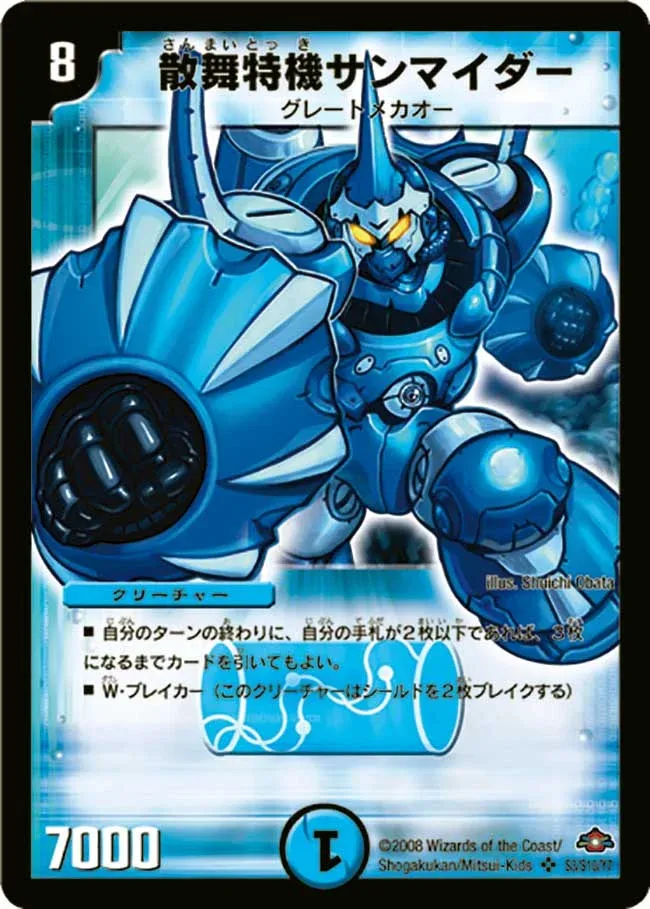 8
さんまいとっき
散舞特機サンマイダー
グレートメカオー
illus. Shuichi Obata
クリーチャー
■ 自分のターンの終わりに、自分の手札が2枚以下であれば、3枚
になるまでカードを引いてもよい。
■ W・ブレイカー（このクリーチャーはシールドを2枚ブレイクする）
7000
1
©2008 Wizards of the Coast/
Shogakukan/Mitsui-Kids